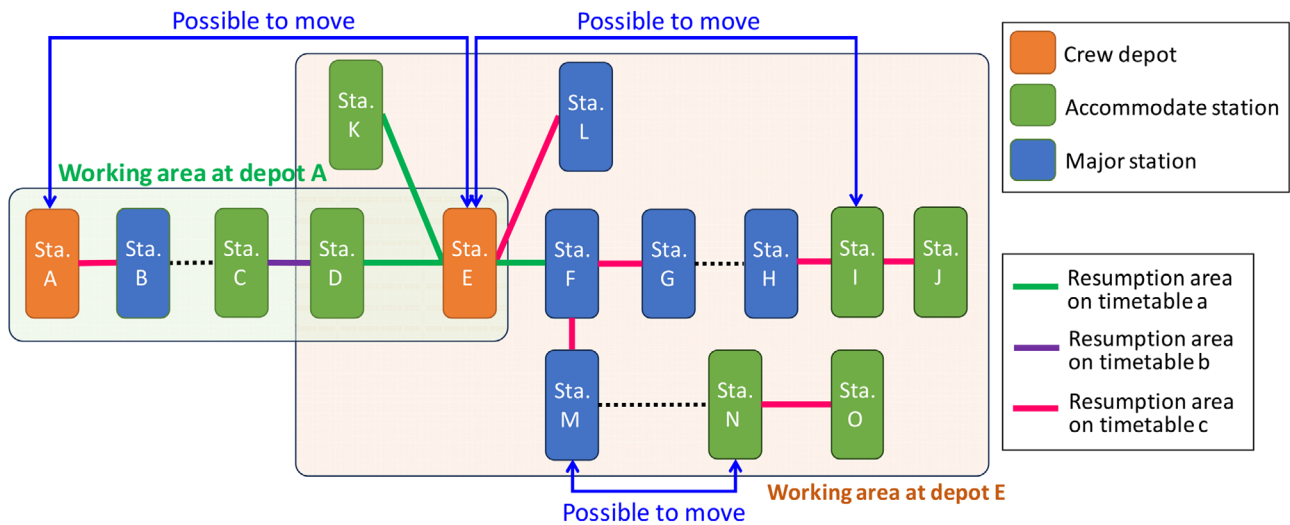 Possible to move
Possible to move
Crew depot
Accommodate station
Major station
Sta.
K
Sta.
L
Working area at depot A
Sta.
A
Sta.
B
Sta.
C
Sta.
D
Sta.
E
Sta.
F
Sta.
G
Sta.
H
Sta.
I
Sta.
J
Resumption area
on timetable a
Resumption area
on timetable b
Resumption area
on timetable c
Sta.
M
Sta.
N
Sta.
O
Working area at depot E
Possible to move